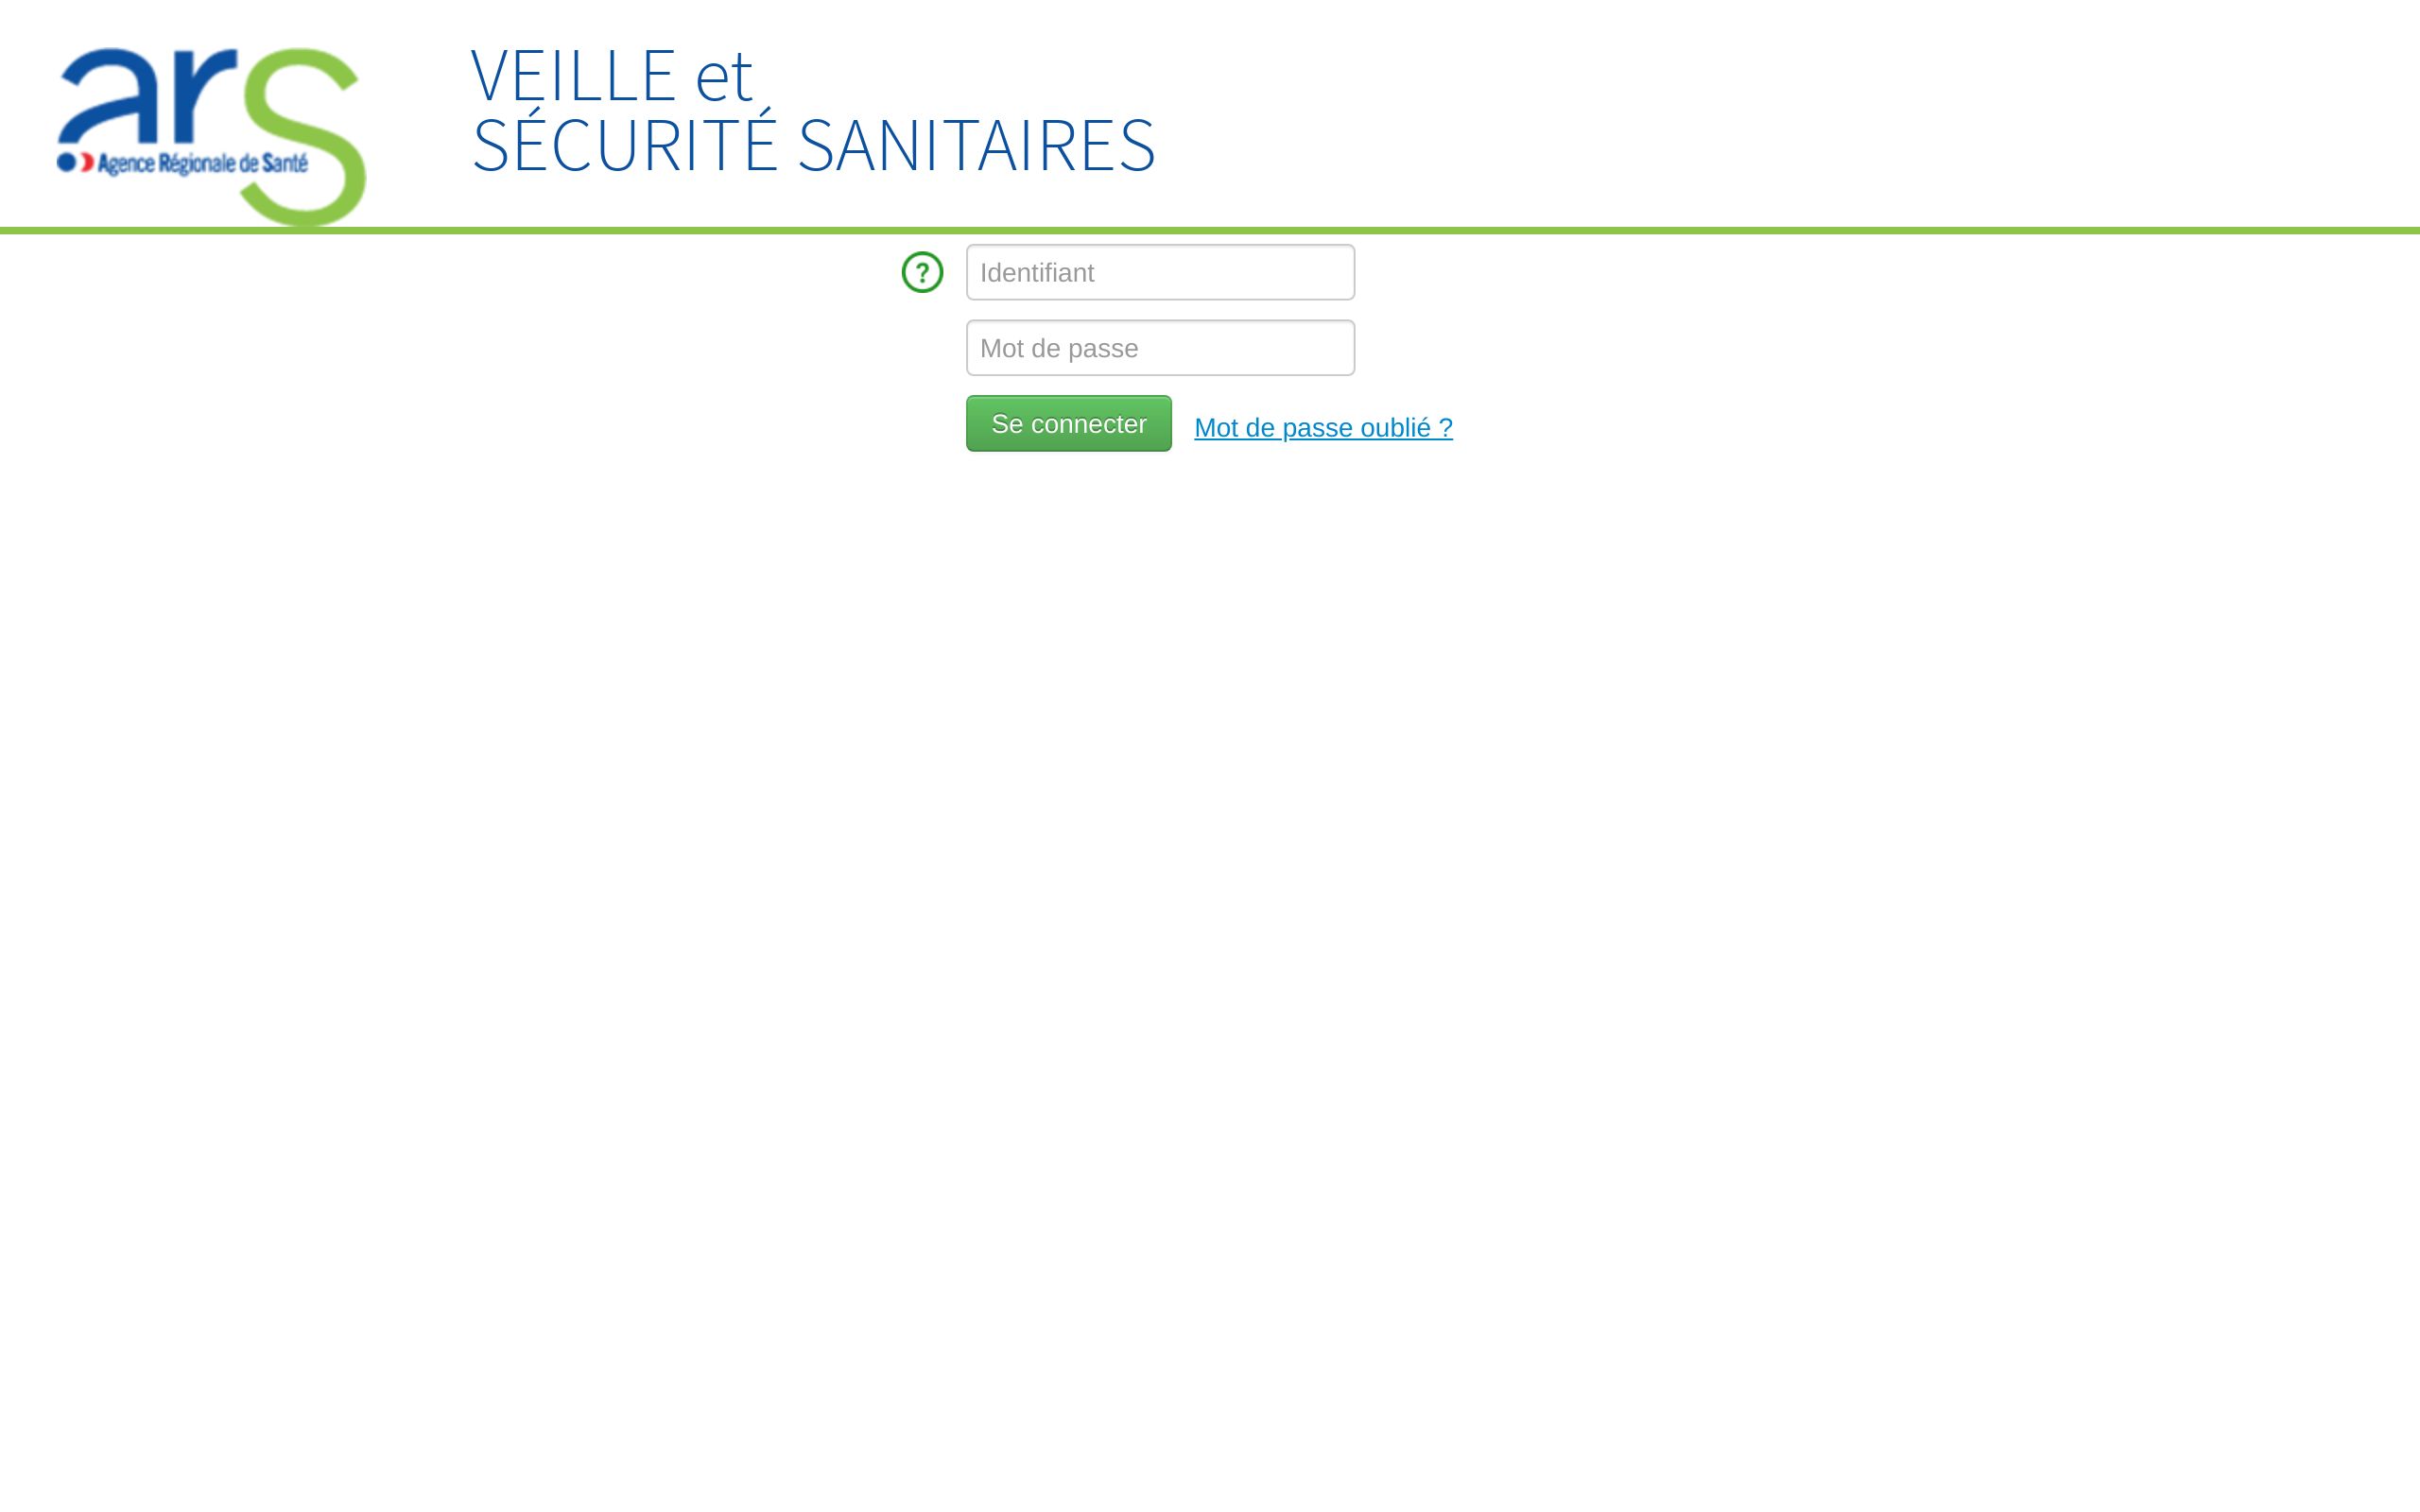 ars
Agence Régionale de Santé
VEILLE et
SÉCURITÉ SANITAIRES
?
Identifiant
Mot de passe
Se connecter
Mot de passe oublié ?